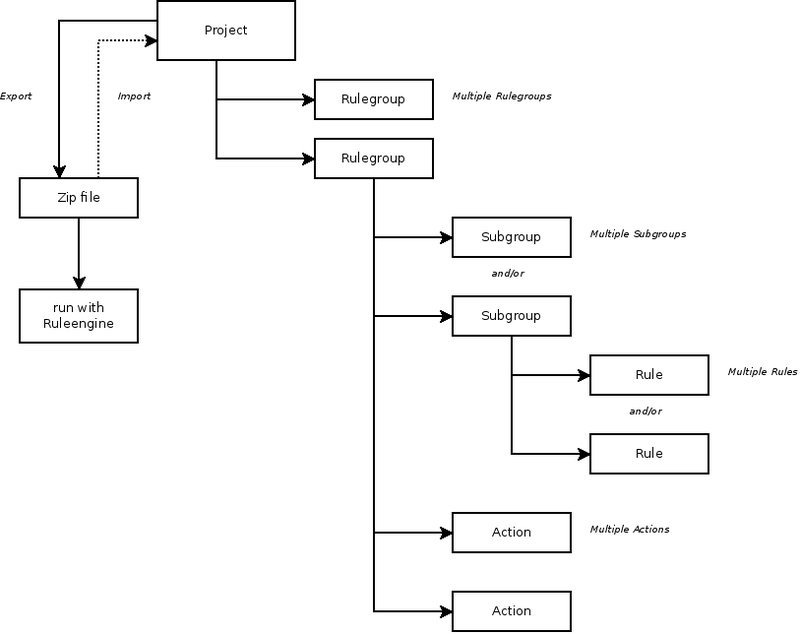 Project
Export
Import
Rulegroup
Multiple Rulegroups
Rulegroup
Zip file
Subgroup
Multiple Subgroups
and/or
run with
Ruleengine
Subgroup
Rule
Multiple Rules
and/or
Rule
Action
Multiple Actions
Action